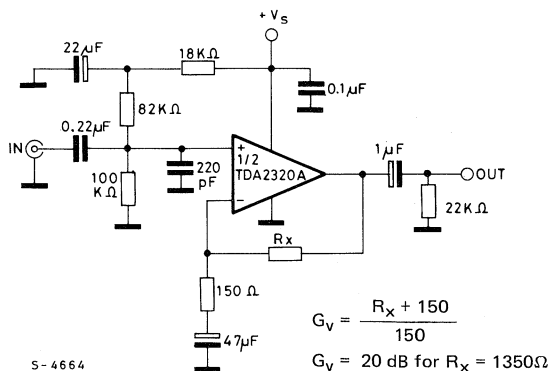 + Vs
22µF
18KΩ
0.1µF
82KΩ
0.22µF
IN
+
1/2
TDA2320A
−
1µF
OUT
100
KΩ
220
pF
22KΩ
Rx
150 Ω
47µF
Gv = Rx + 150
150
Gv = 20 dB for Rx = 1350Ω
S-4664